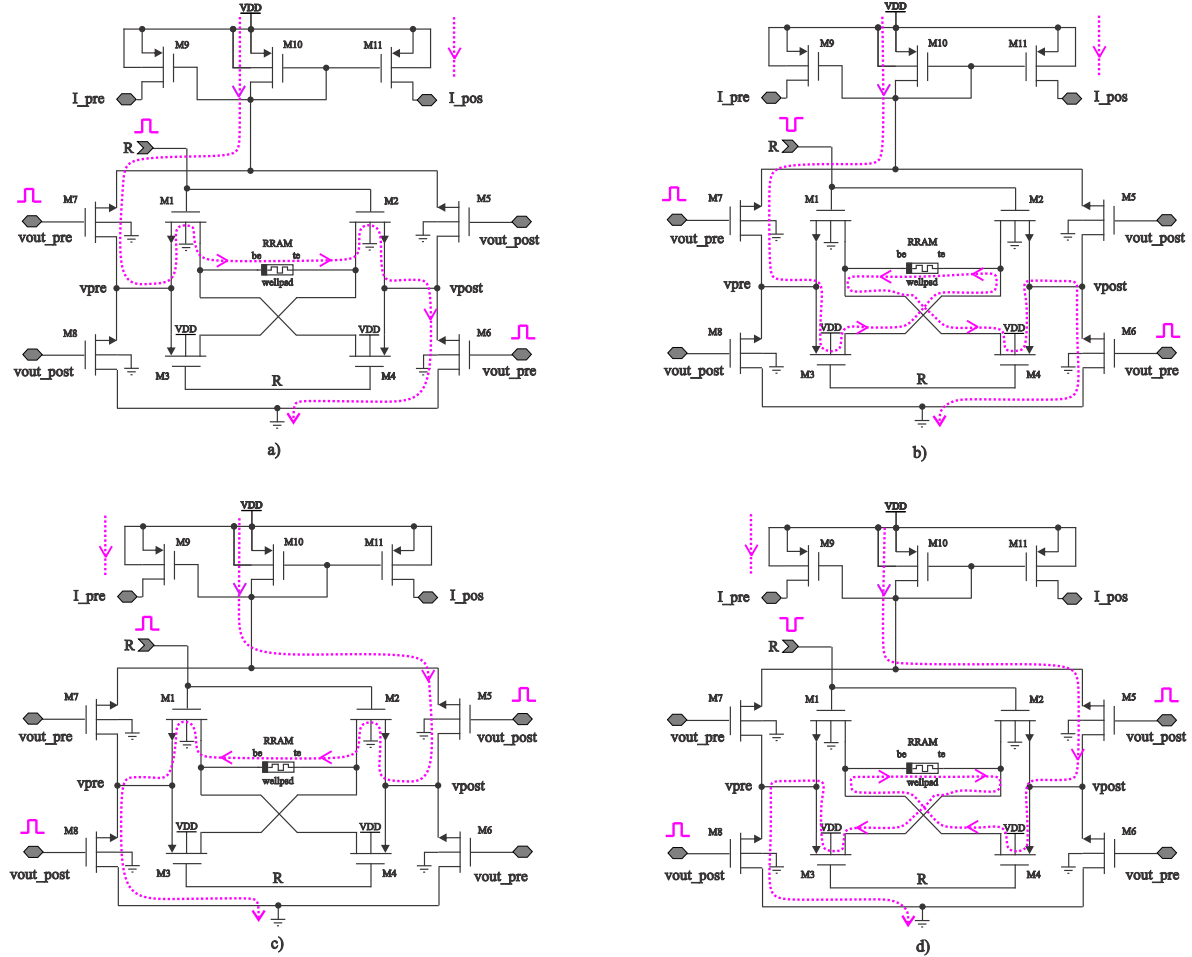 VDD
M9
M10
M11
I_pre
I_pos
R
M7
M1
M2
M5
vout_pre
vout_post
RRAM
be
te
wellpsd
vpre
vpost
M8
VDD
VDD
M6
vout_post
vout_pre
M3
M4
R
a)
VDD
M9
M10
M11
I_pre
I_pos
R
M7
M1
M2
M5
vout_pre
vout_post
RRAM
be
te
wellpsd
vpre
vpost
M8
VDD
VDD
M6
vout_post
vout_pre
M3
M4
R
b)
VDD
M9
M10
M11
I_pre
I_pos
R
M7
M1
M2
M5
vout_pre
vout_post
RRAM
be
te
wellpsd
vpre
vpost
M8
VDD
VDD
M6
vout_post
vout_pre
M3
M4
R
c)
VDD
M9
M10
M11
I_pre
I_pos
R
M7
M1
M2
M5
vout_pre
vout_post
RRAM
be
te
wellpsd
vpre
vpost
M8
VDD
VDD
M6
vout_post
vout_pre
M3
M4
R
d)